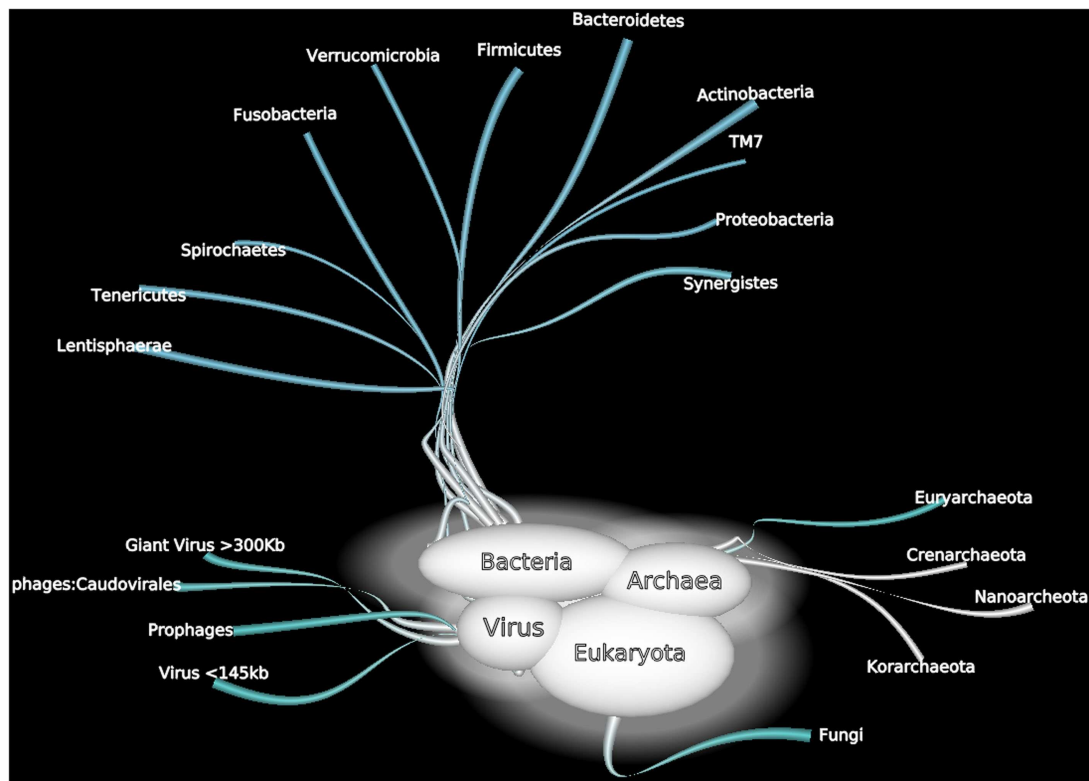 Bacteroidetes
Verrucomicrobia
Firmicutes
Actinobacteria
Fusobacteria
TM7
Proteobacteria
Spirochaetes
Synergistes
Tenericutes
Lentisphaerae
Euryarchaeota
Giant Virus >300Kb
Bacteria
Crenarchaeota
Archaea
phages:Caudovirales
Nanoarcheota
Prophages
Virus
Eukaryota
Korarchaeota
Virus <145kb
Fungi